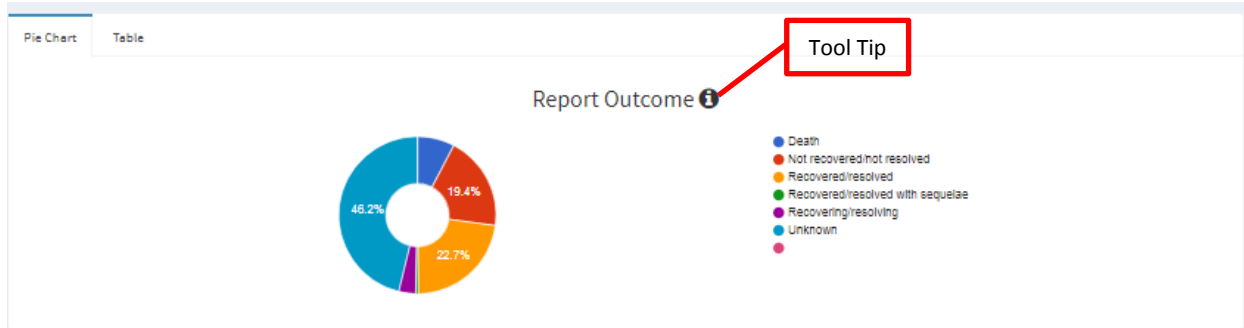 Pie Chart Table
Tool Tip
Report Outcome
Death
Not recovered/not resolved
Recovered/resolved
Recovered/resolved with sequelae
Recovering/resolving
Unknown
19.4%
46.2%
22.7%